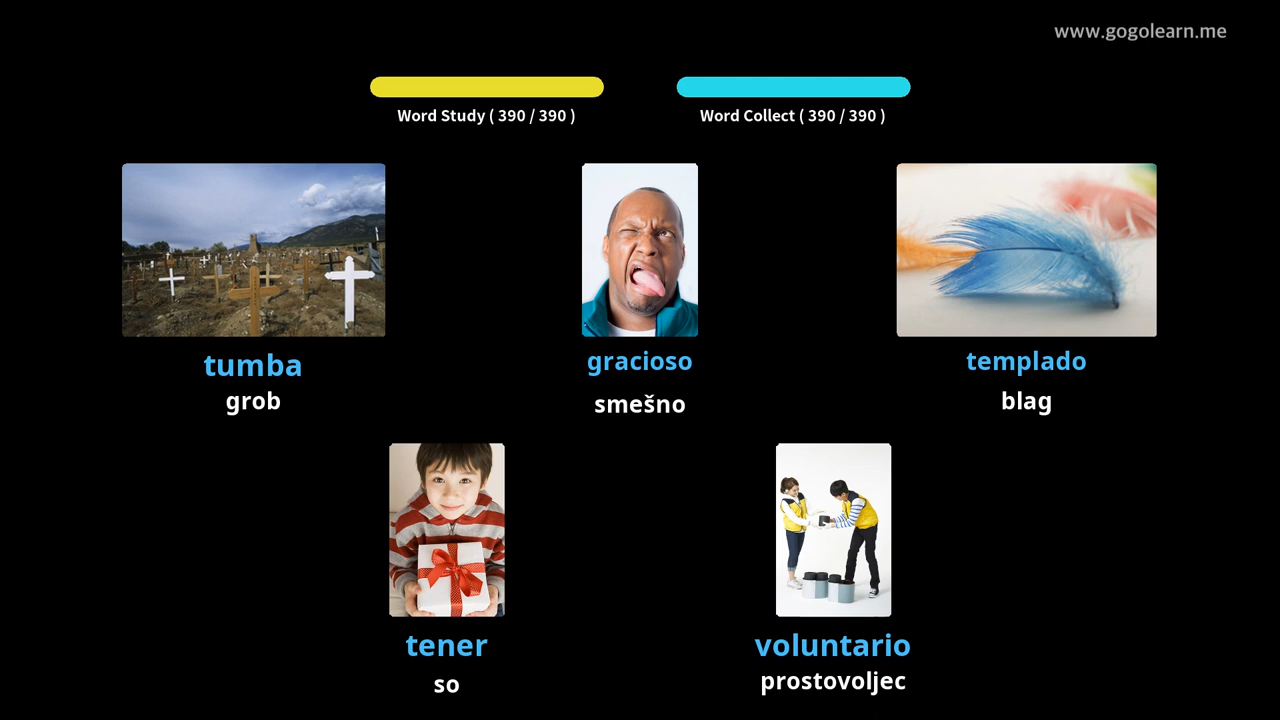 www.gogolearn.me
Word Study ( 390 / 390 )
Word Collect ( 390 / 390 )
tumba
grob
gracioso
smešno
templado
blag
tener
so
voluntario
prostovoljec